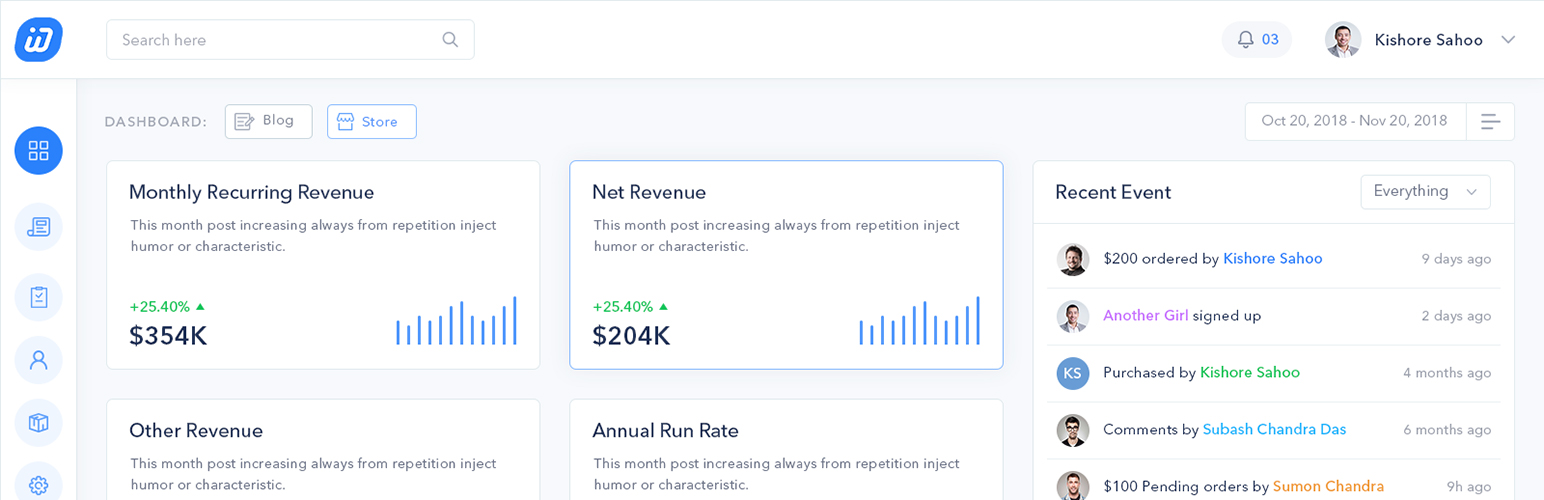 Search here
03
Kishore Sahoo
DASHBOARD:
Blog
Store
Oct 20, 2018 - Nov 20, 2018
Monthly Recurring Revenue
This month post increasing always from repetition inject
humor or characteristic.
+25.40%
$354K
Net Revenue
This month post increasing always from repetition inject
humor or characteristic.
+25.40%
$204K
Other Revenue
This month post increasing always from repetition inject
humor or characteristic.
Annual Run Rate
This month post increasing always from repetition inject
humor or characteristic.
Recent Event
Everything
$200 ordered by Kishore Sahoo 9 days ago
Another Girl signed up 2 days ago
KS Purchased by Kishore Sahoo 4 months ago
Comments by Subash Chandra Das 6 months ago
$100 Pending orders by Sumon Chandra 9h ago